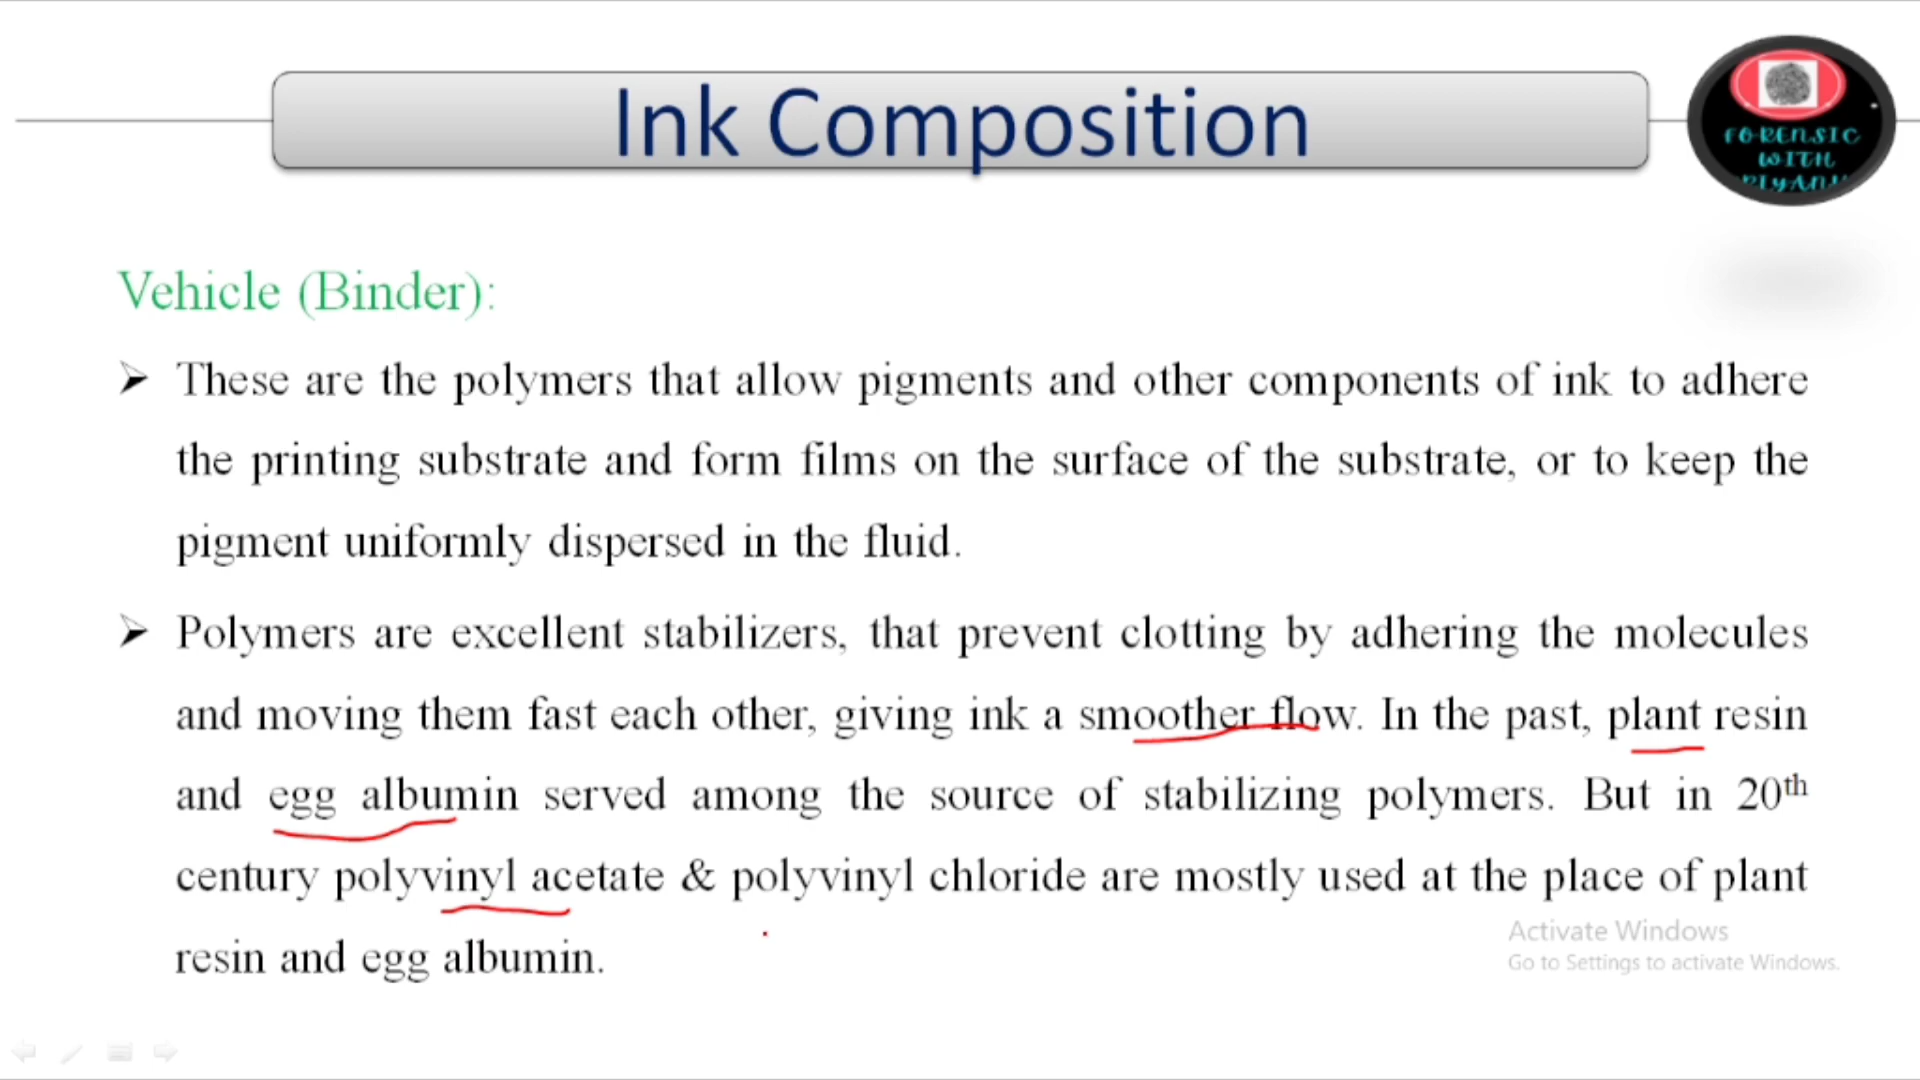 Ink Composition
FORENSIC
WITH
Vehicle (Binder):
➢ These are the polymers that allow pigments and other components of ink to adhere
the printing substrate and form films on the surface of the substrate, or to keep the
pigment uniformly dispersed in the fluid.
➢ Polymers are excellent stabilizers, that prevent clotting by adhering the molecules
and moving them fast each other, giving ink a smoother flow. In the past, plant resin
and egg albumin served among the source of stabilizing polymers. But in 20th
century polyvinyl acetate & polyvinyl chloride are mostly used at the place of plant
resin and egg albumin.
Activate Windows
Go to Settings to activate Windows.